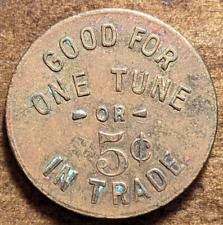 GOOD FOR
ONE TUNE
- OR -
5¢
IN TRADE